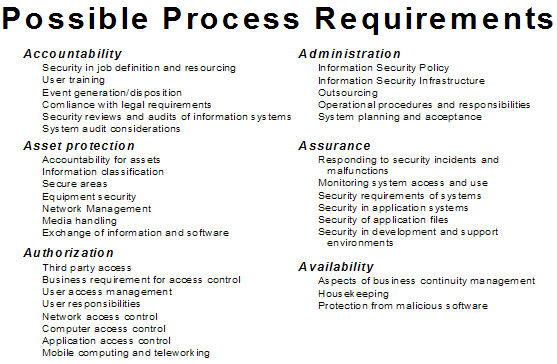 Possible Process Requirements
Accountability
Security in job definition and resourcing
User training
Event generation/disposition
Comliance with legal requirements
Security reviews and audits of information systems
System audit considerations
Asset protection
Accountability for assets
Information classification
Secure areas
Equipment security
Network Management
Media handling
Exchange of information and software
Authorization
Third party access
Business requirement for access control
User access management
User responsibilities
Network access control
Computer access control
Application access control
Mobile computing and teleworking
Administration
Information Security Policy
Information Security Infrastructure
Outsourcing
Operational procedures and responsibilities
System planning and acceptance
Assurance
Responding to security incidents and
malfunctions
Monitoring system access and use
Security requirements of systems
Security in application systems
Security of application files
Security in development and support
environments
Availability
Aspects of business continuity management
Housekeeping
Protection from malicious software